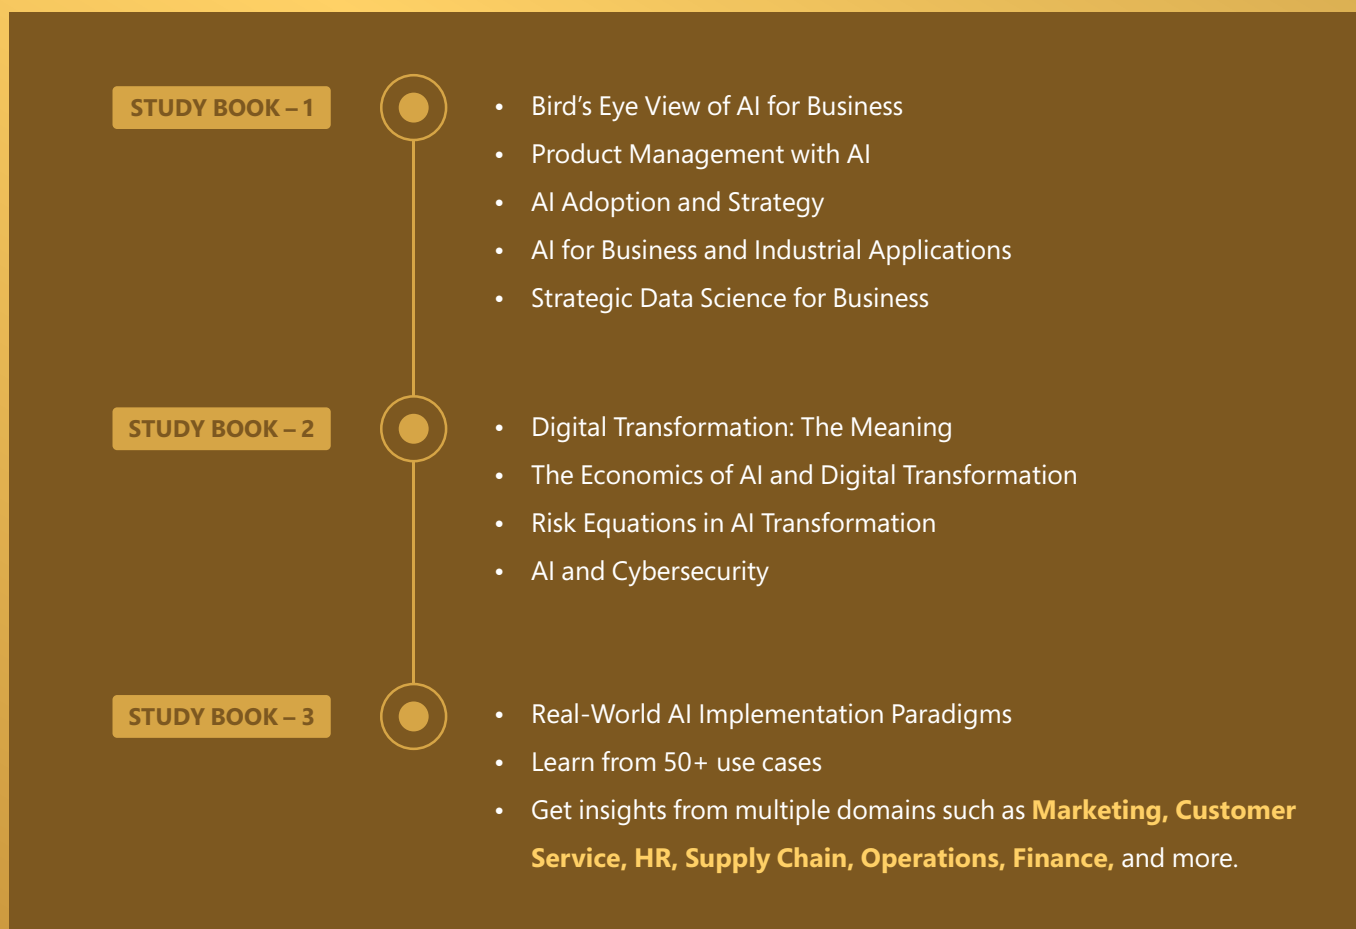 STUDY BOOK – 1
• Bird’s Eye View of AI for Business
• Product Management with AI
• AI Adoption and Strategy
• AI for Business and Industrial Applications
• Strategic Data Science for Business
STUDY BOOK – 2
• Digital Transformation: The Meaning
• The Economics of AI and Digital Transformation
• Risk Equations in AI Transformation
• AI and Cybersecurity
STUDY BOOK – 3
• Real-World AI Implementation Paradigms
• Learn from 50+ use cases
• Get insights from multiple domains such as Marketing, Customer
Service, HR, Supply Chain, Operations, Finance, and more.